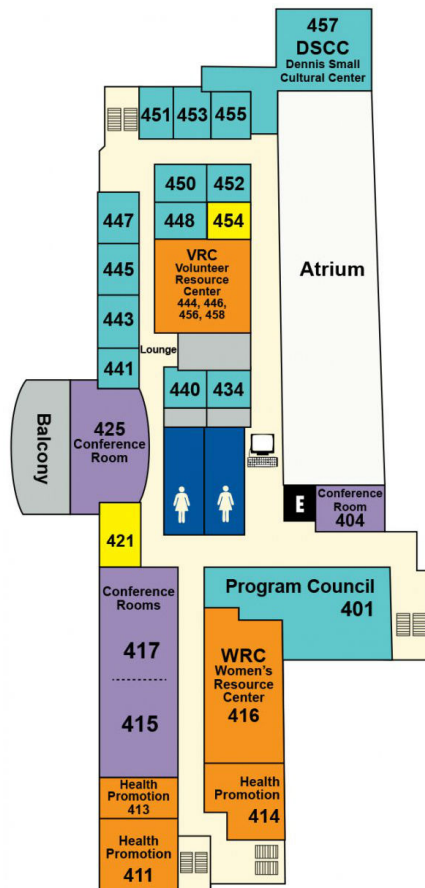 457
DSCC
Dennis Small
Cultural Center
451 453 455
450 452
448 454
447
445
443
441
VRC
Volunteer
Resource
Center
444, 446,
456, 458
Atrium
Lounge
440 434
Balcony
425
Conference
Room
E
Conference
Room
404
421
Conference
Rooms
417
415
Program Council
401
WRC
Women's
Resource
Center
416
Health
Promotion
413
Health
Promotion
414
Health
Promotion
411